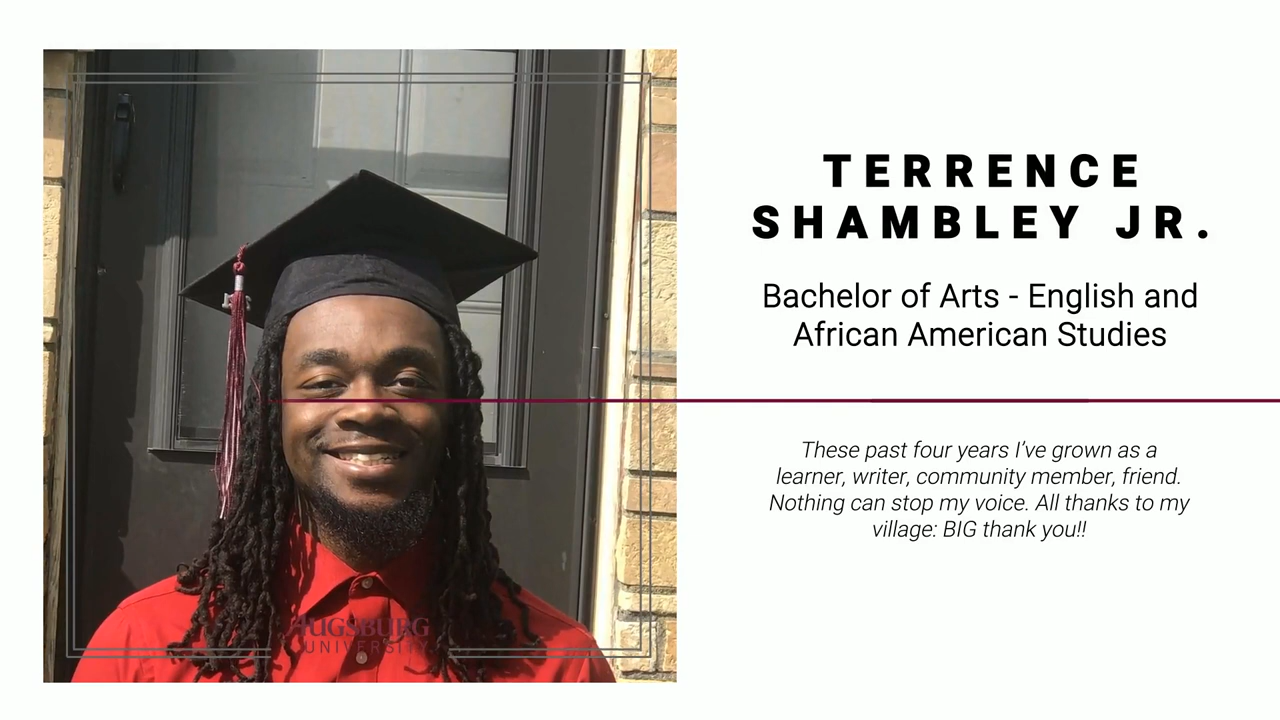 TERRENCE
SHAMBLEY JR.
Bachelor of Arts - English and
African American Studies
These past four years I've grown as a
learner, writer, community member, friend.
Nothing can stop my voice. All thanks to my
village: BIG thank you!!
AUGSBURG
UNIVERSITY